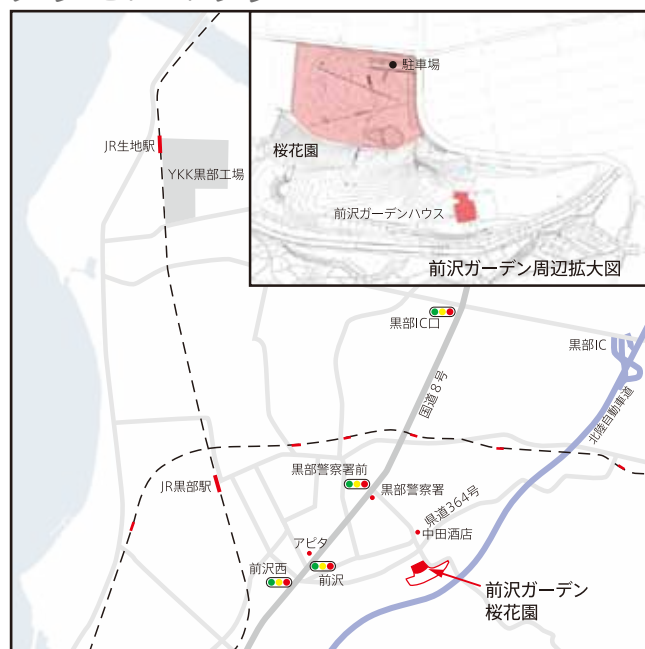 駐車場
桜花園
前沢ガーデンハウス
前沢ガーデン周辺拡大図
JR生地駅
YKK黒部工場
黒部IC口
黒部IC
国道8号
北陸自動車道
黒部警察署前
黒部警察署
JR黒部駅
県道364号
中田酒店
アピタ
前沢西
前沢
前沢ガーデン
桜花園